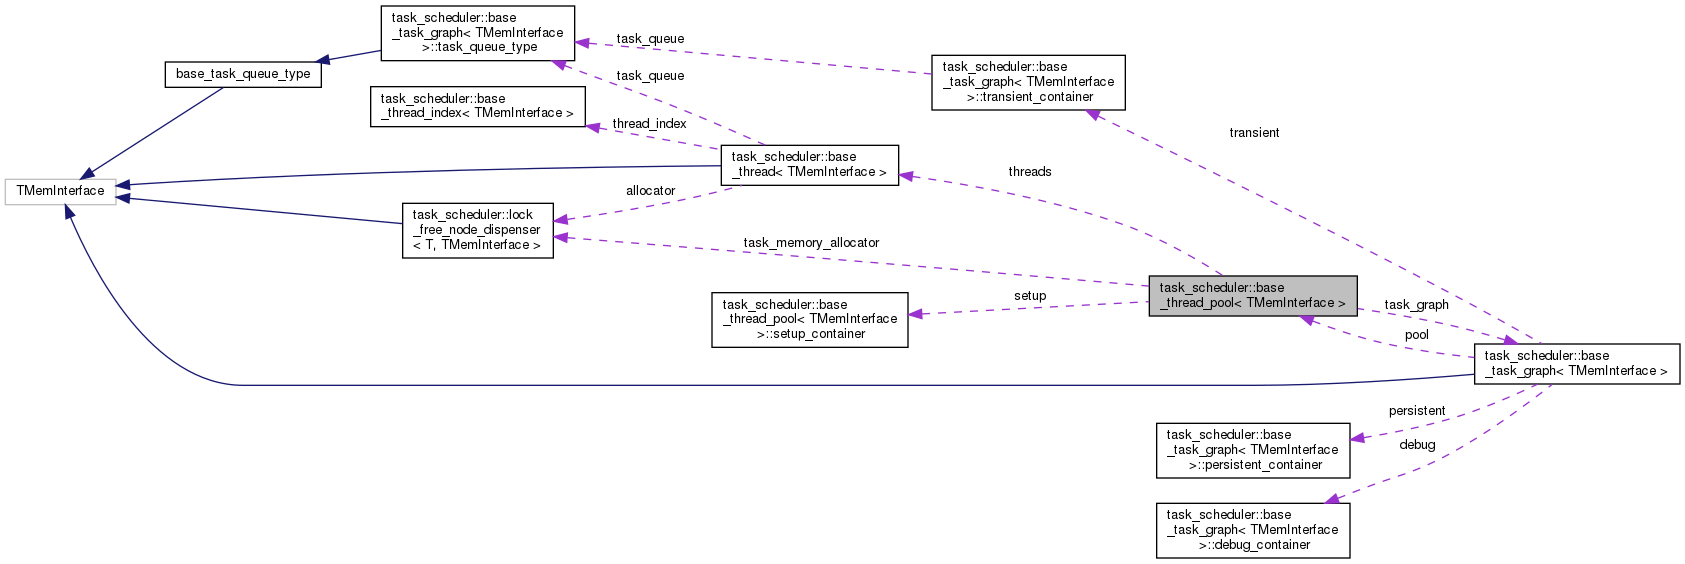 task_scheduler::base
_task_graph< TMemInterface
>::task_queue_type
task_queue
base_task_queue_type
task_scheduler::base
_task_graph< TMemInterface
>::transient_container
task_queue
task_scheduler::base
_thread_index< TMemInterface >
thread_index
transient
task_scheduler::base
_thread< TMemInterface >
threads
TMemInterface
allocator
task_scheduler::lock
_free_node_dispenser
< T, TMemInterface >
task_memory_allocator
task_scheduler::base
_thread_pool< TMemInterface >
setup
task_scheduler::base
_thread_pool< TMemInterface
>::setup_container
task_graph
pool
task_scheduler::base
_task_graph< TMemInterface >
persistent
task_scheduler::base
_task_graph< TMemInterface
>::persistent_container
debug
task_scheduler::base
_task_graph< TMemInterface
>::debug_container